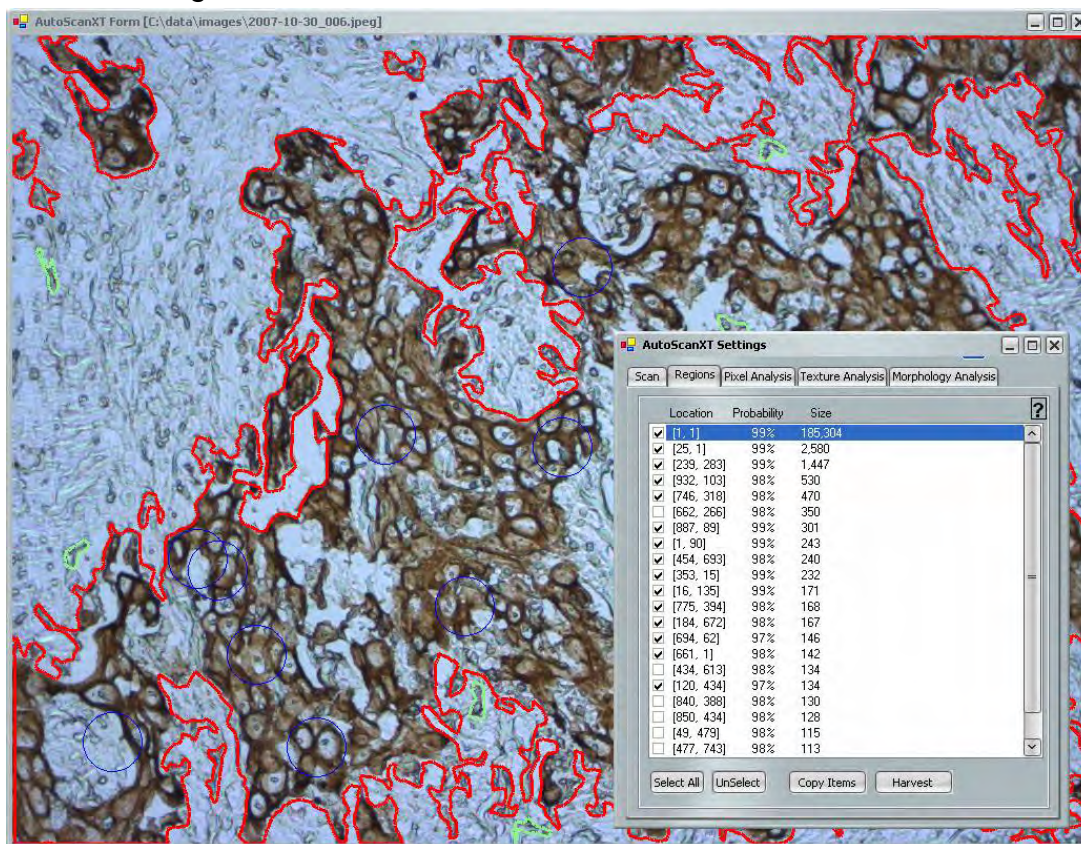 AutoScanXT Form [C:\data\images\2007-10-30_006.jpeg]
AutoScanXT Settings
Scan Regions Pixel Analysis Texture Analysis Morphology Analysis
?
Location Probability Size
[1, 1] 99% 185,304
[25, 1] 99% 2,580
[239, 283] 99% 1,447
[932, 103] 98% 530
[746, 318] 98% 470
[662, 266] 98% 350
[887, 89] 99% 301
[1, 90] 99% 243
[454, 693] 98% 240
[353, 15] 99% 232
[16, 135] 99% 171
[775, 394] 98% 168
[184, 672] 98% 167
[694, 62] 97% 146
[661, 1] 98% 142
[434, 613] 98% 134
[120, 434] 97% 134
[840, 388] 98% 130
[850, 434] 98% 128
[49, 479] 98% 115
[477, 743] 98% 113
Select All UnSelect Copy Items Harvest